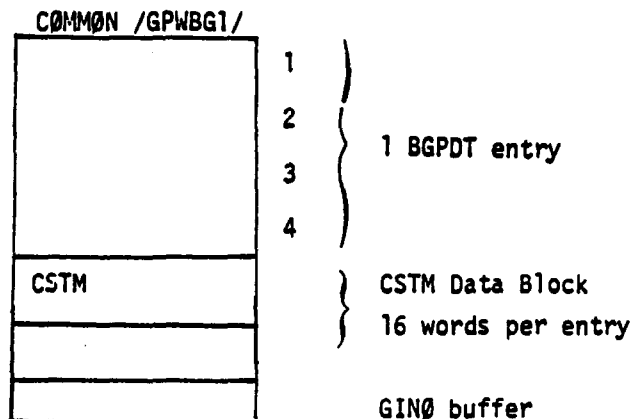 CØMMØN /GPWBG1/
1
2
1 BGPDT entry
3
4
CSTM
CSTM Data Block
16 words per entry
GINØ buffer